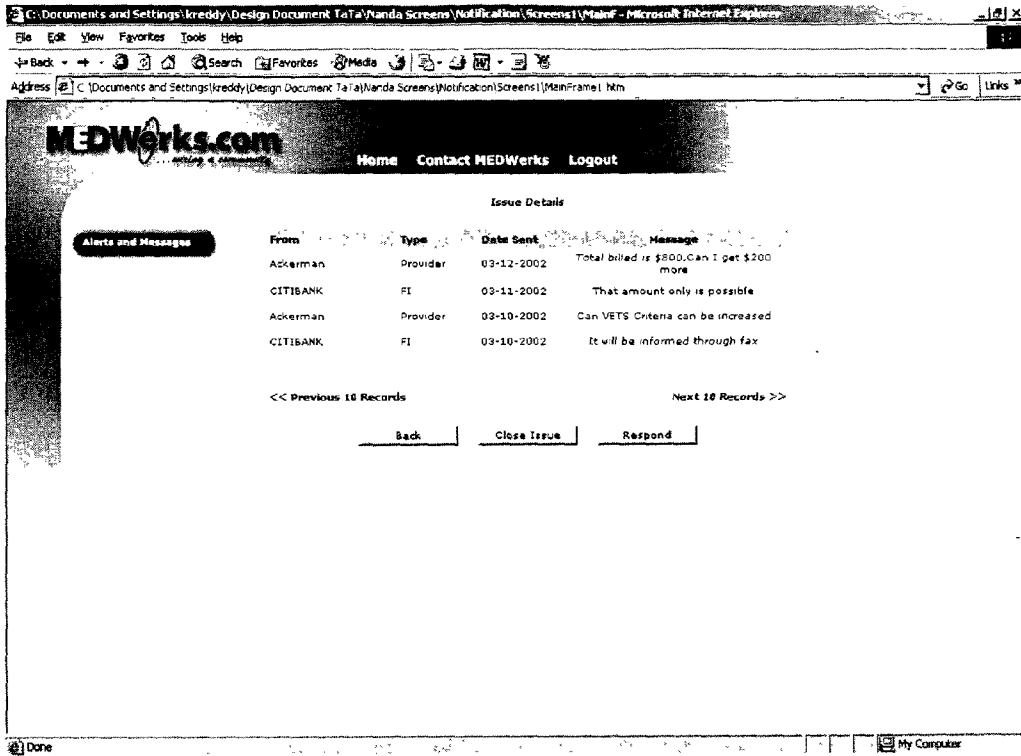 C:\Documents and Settings\kreddy\Design Document TaTa\Nanda Screens\Notification\Screens1\MainF - Microsoft Internet Explorer
File Edit View Favorites Tools Help
Back Search Favorites Media
Address C:\Documents and Settings\kreddy\Design Document TaTa\Nanda Screens\Notification\Screens1\MainFrame1.htm Go Links
MEDWerks.com
...wiring a community
Home Contact MEDWerks Logout
Issue Details
Alerts and Messages
From Type Date Sent Message
Ackerman Provider 03-12-2002 Total billed is $800.Can I get $200 more
CITIBANK FI 03-11-2002 That amount only is possible
Ackerman Provider 03-10-2002 Can VETS Criteria can be increased
CITIBANK FI 03-10-2002 It will be informed through fax
<< Previous 10 Records Next 10 Records >>
Back Close Issue Respond
Done My Computer